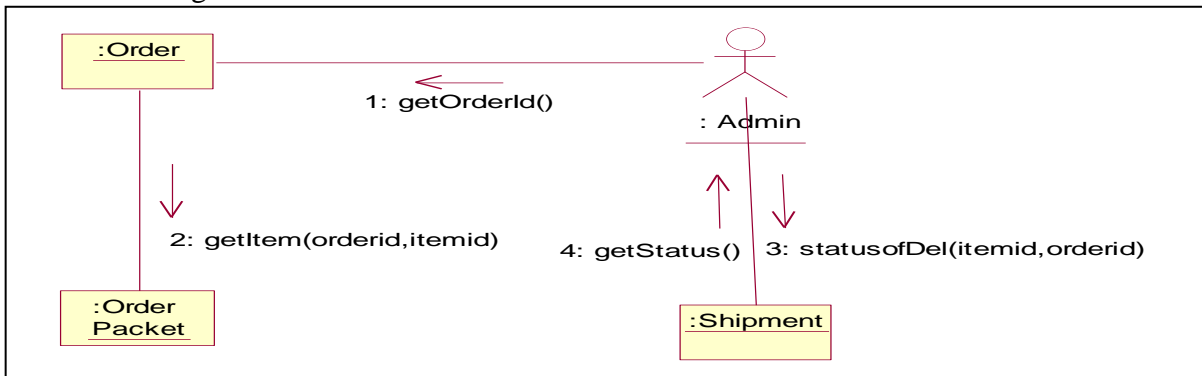 :Order
1: getOrderId()
: Admin
2: getItem(orderid,itemid)
4: getStatus()
3: statusofDel(itemid,orderid)
:Order
Packet
:Shipment